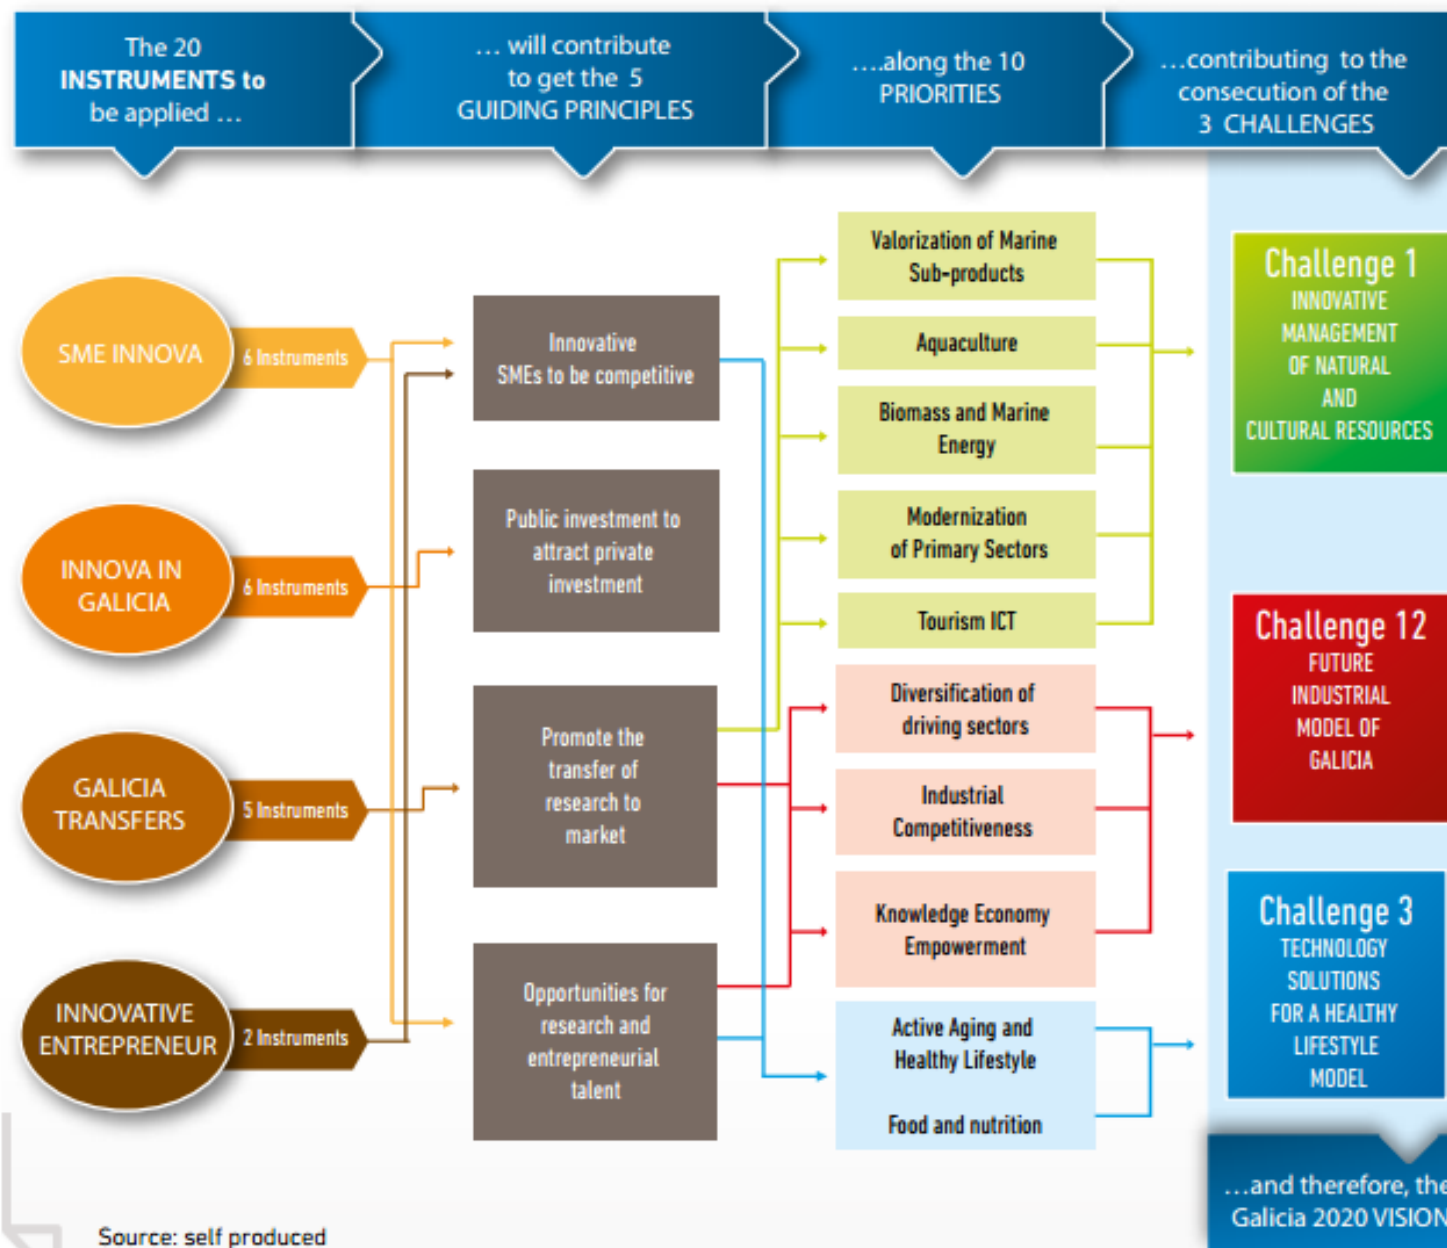 The 20
INSTRUMENTS to
be applied ...
... will contribute
to get the 5
GUIDING PRINCIPLES
....along the 10
PRIORITIES
...contributing to the
consecution of the
3 CHALLENGES
SME INNOVA
6 Instruments
INNOVA IN
GALICIA
6 Instruments
GALICIA
TRANSFERS
5 Instruments
INNOVATIVE
ENTREPRENEUR
2 Instruments
Innovative
SMEs to be competitive
Public investment to
attract private
investment
Promote the
transfer of
research to
market
Opportunities for
research and
entrepreneurial
talent
Valorization of Marine
Sub-products
Aquaculture
Biomass and Marine
Energy
Modernization
of Primary Sectors
Tourism ICT
Diversification of
driving sectors
Industrial
Competitiveness
Knowledge Economy
Empowerment
Active Aging and
Healthy Lifestyle
Food and nutrition
Challenge 1
INNOVATIVE
MANAGEMENT
OF NATURAL
AND
CULTURAL RESOURCES
Challenge 12
FUTURE
INDUSTRIAL
MODEL OF
GALICIA
Challenge 3
TECHNOLOGY
SOLUTIONS
FOR A HEALTHY
LIFESTYLE
MODEL
...and therefore, the
Galicia 2020 VISION
Source: self produced